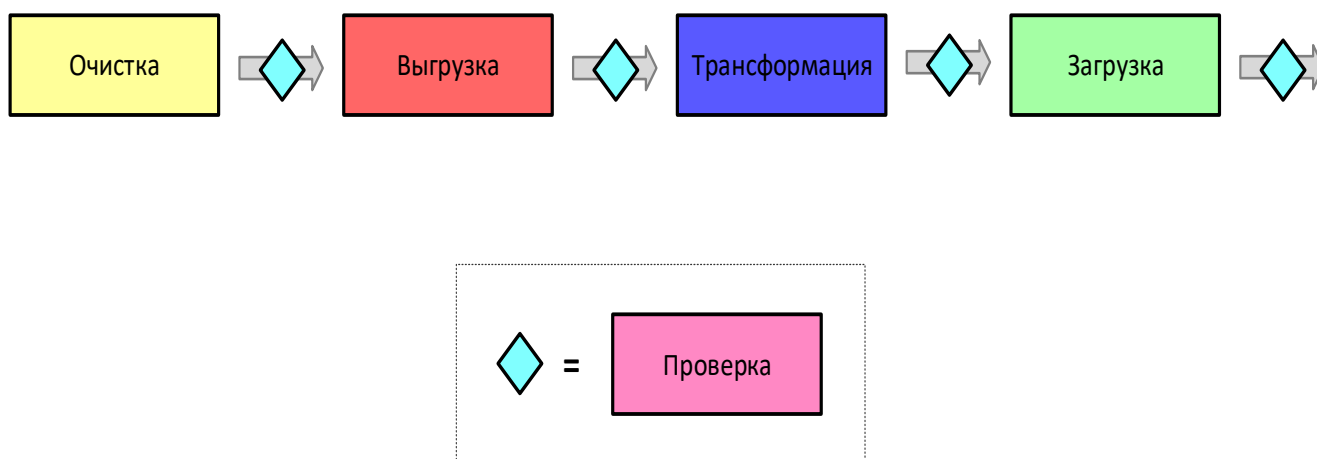 Очистка
Выгрузка
Трансформация
Загрузка
= Проверка